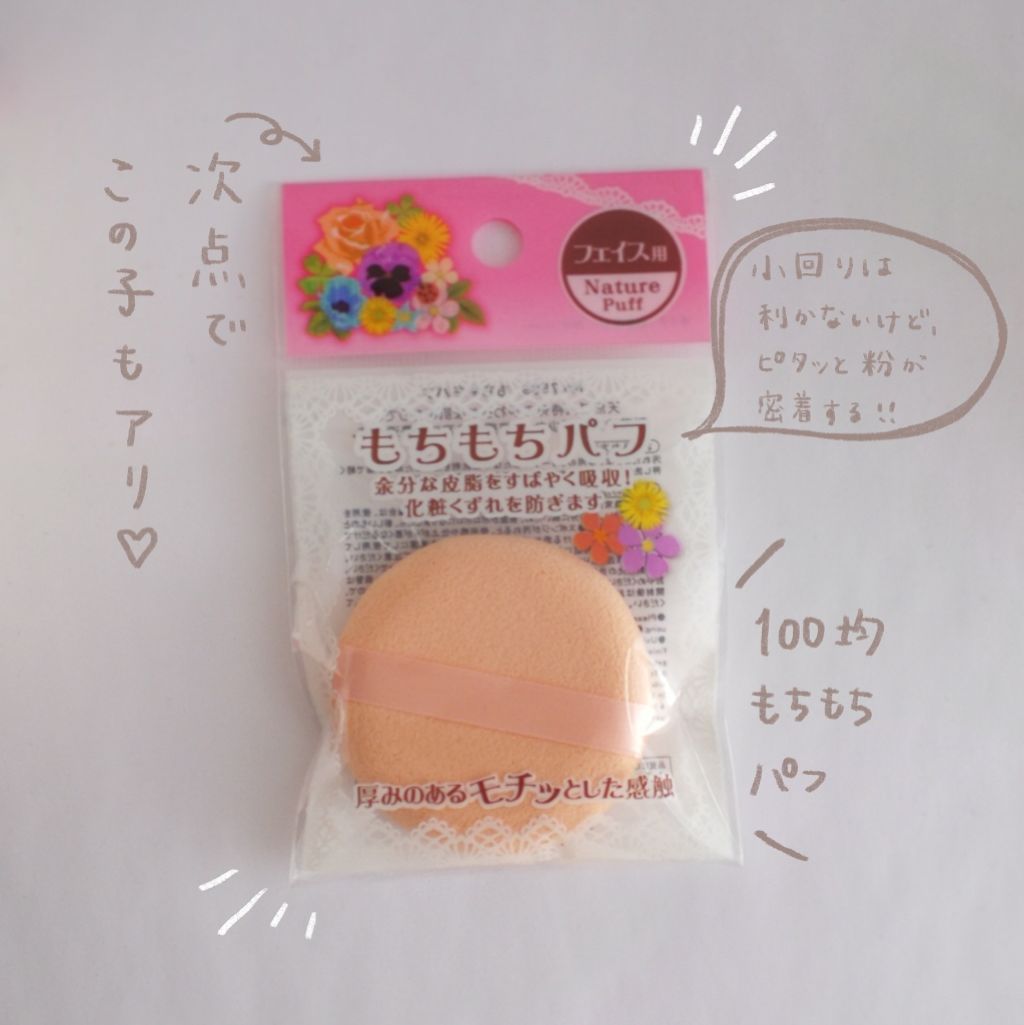 次点で
この子もアリ♡
フェイス用
Nature
Puff
小回りは
利かないけど、
ピタッと粉が
密着する!!
もちもちパフ
余分な皮脂をすばやく吸収!
化粧くずれを防ぎます
100均
もちもち
パフ
厚みのあるモチッとした感触